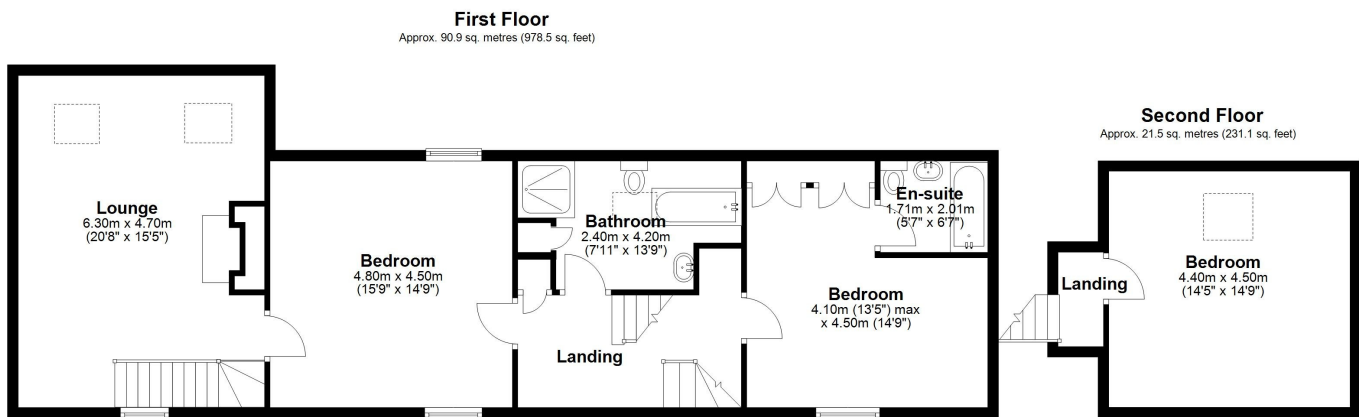 First Floor
Approx. 90.9 sq. metres (978.5 sq. feet)
Second Floor
Approx. 21.5 sq. metres (231.1 sq. feet)
Lounge
6.30m x 4.70m
(20'8" x 15'5")
Bedroom
4.80m x 4.50m
(15'9" x 14'9")
Bathroom
2.40m x 4.20m
(7'11" x 13'9")
En-suite
1.71m x 2.01m
(5'7" x 6'7")
Bedroom
4.10m (13'5") max
x 4.50m (14'9")
Landing
Landing
Bedroom
4.40m x 4.50m
(14'5" x 14'9")